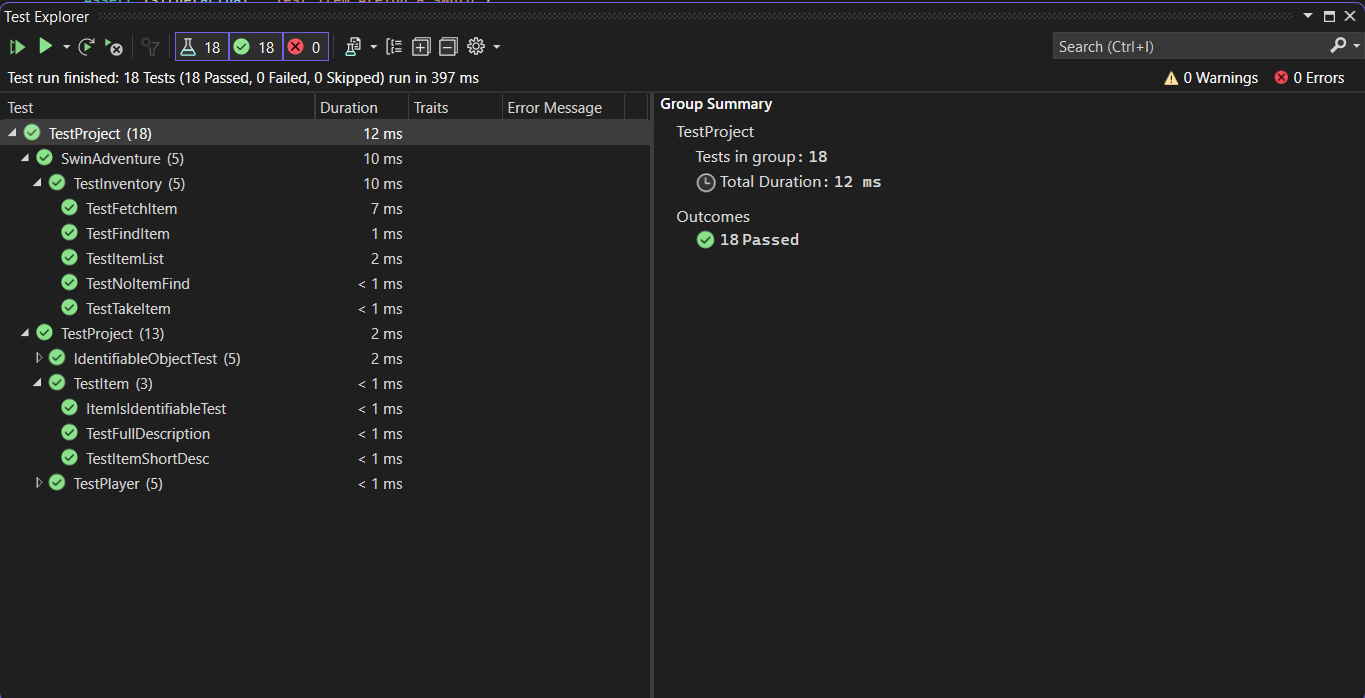 Test Explorer
18 18 0
Search (Ctrl+I)
Test run finished: 18 Tests (18 Passed, 0 Failed, 0 Skipped) run in 397 ms
0 Warnings 0 Errors
Test Duration Traits Error Message
TestProject (18) 12 ms
SwinAdventure (5) 10 ms
TestInventory (5) 10 ms
TestFetchItem 7 ms
TestFindItem 1 ms
TestItemList 2 ms
TestNoItemFind < 1 ms
TestTakeItem < 1 ms
TestProject (13) 2 ms
IdentifiableObjectTest (5) 2 ms
TestItem (3) < 1 ms
ItemIsIdentifiableTest < 1 ms
TestFullDescription < 1 ms
TestItemShortDesc < 1 ms
TestPlayer (5) < 1 ms
Group Summary
TestProject
Tests in group: 18
Total Duration: 12 ms
Outcomes
18 Passed